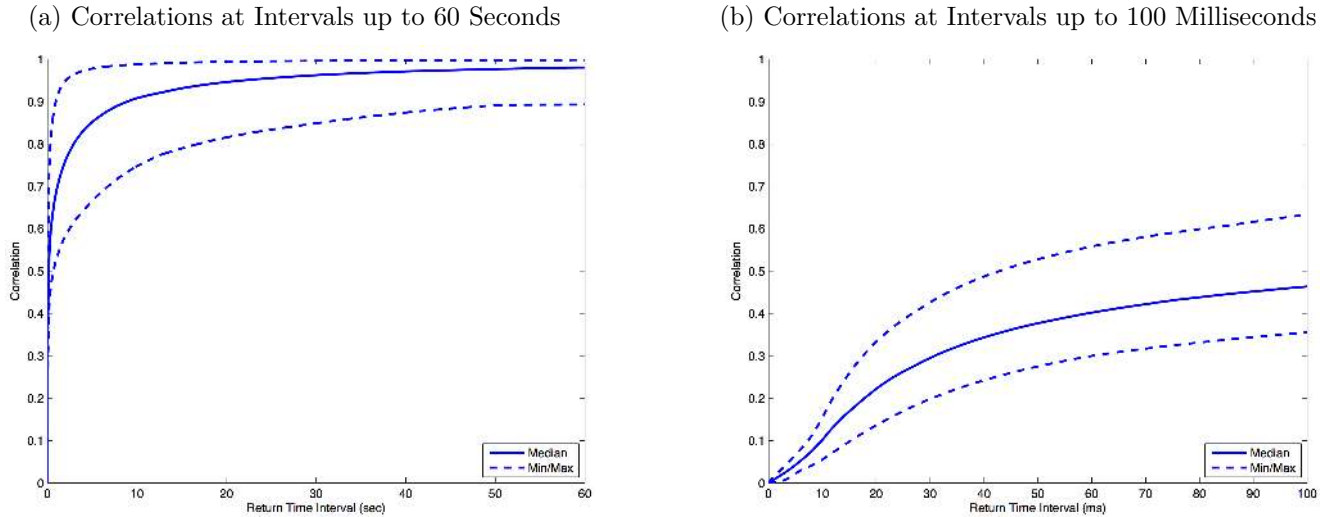 (a) Correlations at Intervals up to 60 Seconds
(b) Correlations at Intervals up to 100 Milliseconds
1
0.9
0.8
0.7
0.6
0.5
0.4
0.3
0.2
0.1
0
Correlation
0 10 20 30 40 50 60
Return Time Interval (sec)
Median
Min/Max
1
0.9
0.8
0.7
0.6
0.5
0.4
0.3
0.2
0.1
0
Correlation
0 10 20 30 40 50 60 70 80 90 100
Return Time Interval (ms)
Median
Min/Max